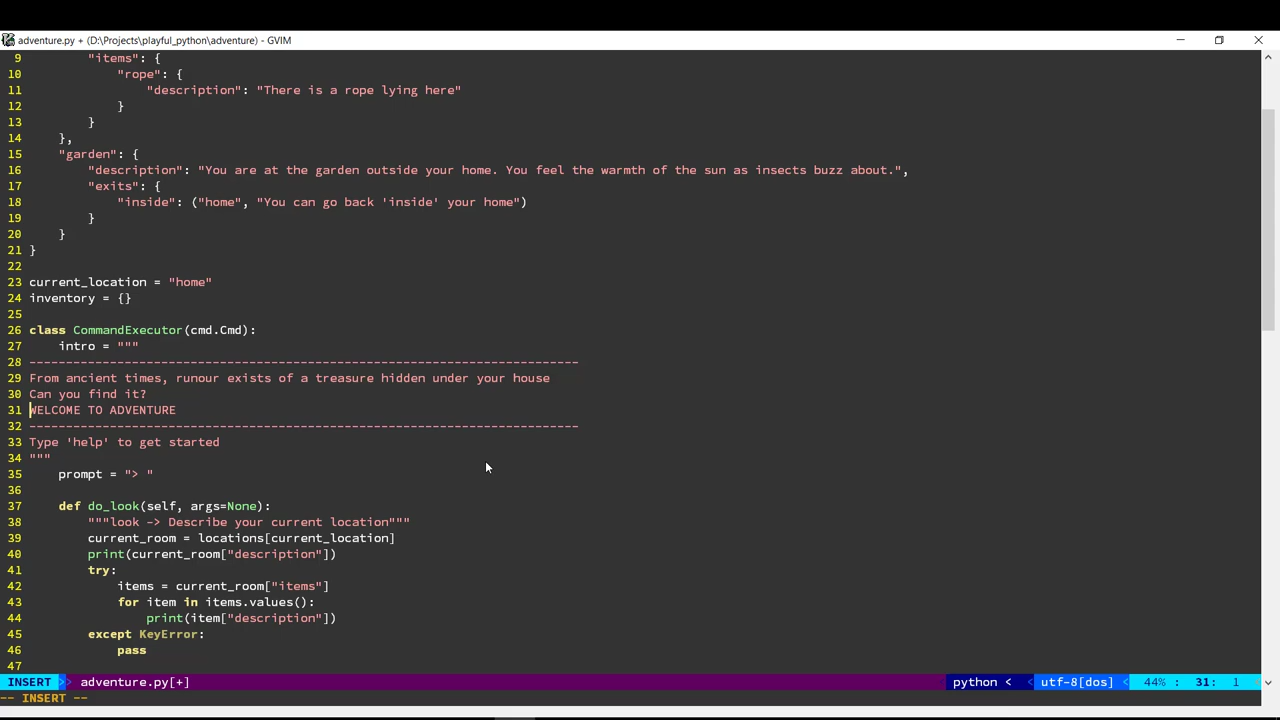 adventure.py + (D:\Projects\playful_python\adventure) - GVIM
9         "items": {
10             "rope": {
11                 "description": "There is a rope lying here"
12             }
13         }
14     },
15     "garden": {
16         "description": "You are at the garden outside your home. You feel the warmth of the sun as insects buzz about.",
17         "exits": {
18             "inside": ("home", "You can go back 'inside' your home")
19         }
20     }
21 }
22
23 current_location = "home"
24 inventory = {}
25
26 class CommandExecutor(cmd.Cmd):
27     intro = """
28 ---------------------------------------------------------------------------
29 From ancient times, runour exists of a treasure hidden under your house
30 Can you find it?
31 WELCOME TO ADVENTURE
32 ---------------------------------------------------------------------------
33 Type 'help' to get started
34 """
35     prompt = "> "
36
37     def do_look(self, args=None):
38         """look -> Describe your current location"""
39         current_room = locations[current_location]
40         print(current_room["description"])
41         try:
42             items = current_room["items"]
43             for item in items.values():
44                 print(item["description"])
45         except KeyError:
46             pass
47
INSERT >> adventure.py[+] python < < utf-8[dos] < 44% : 31: 1
-- INSERT --